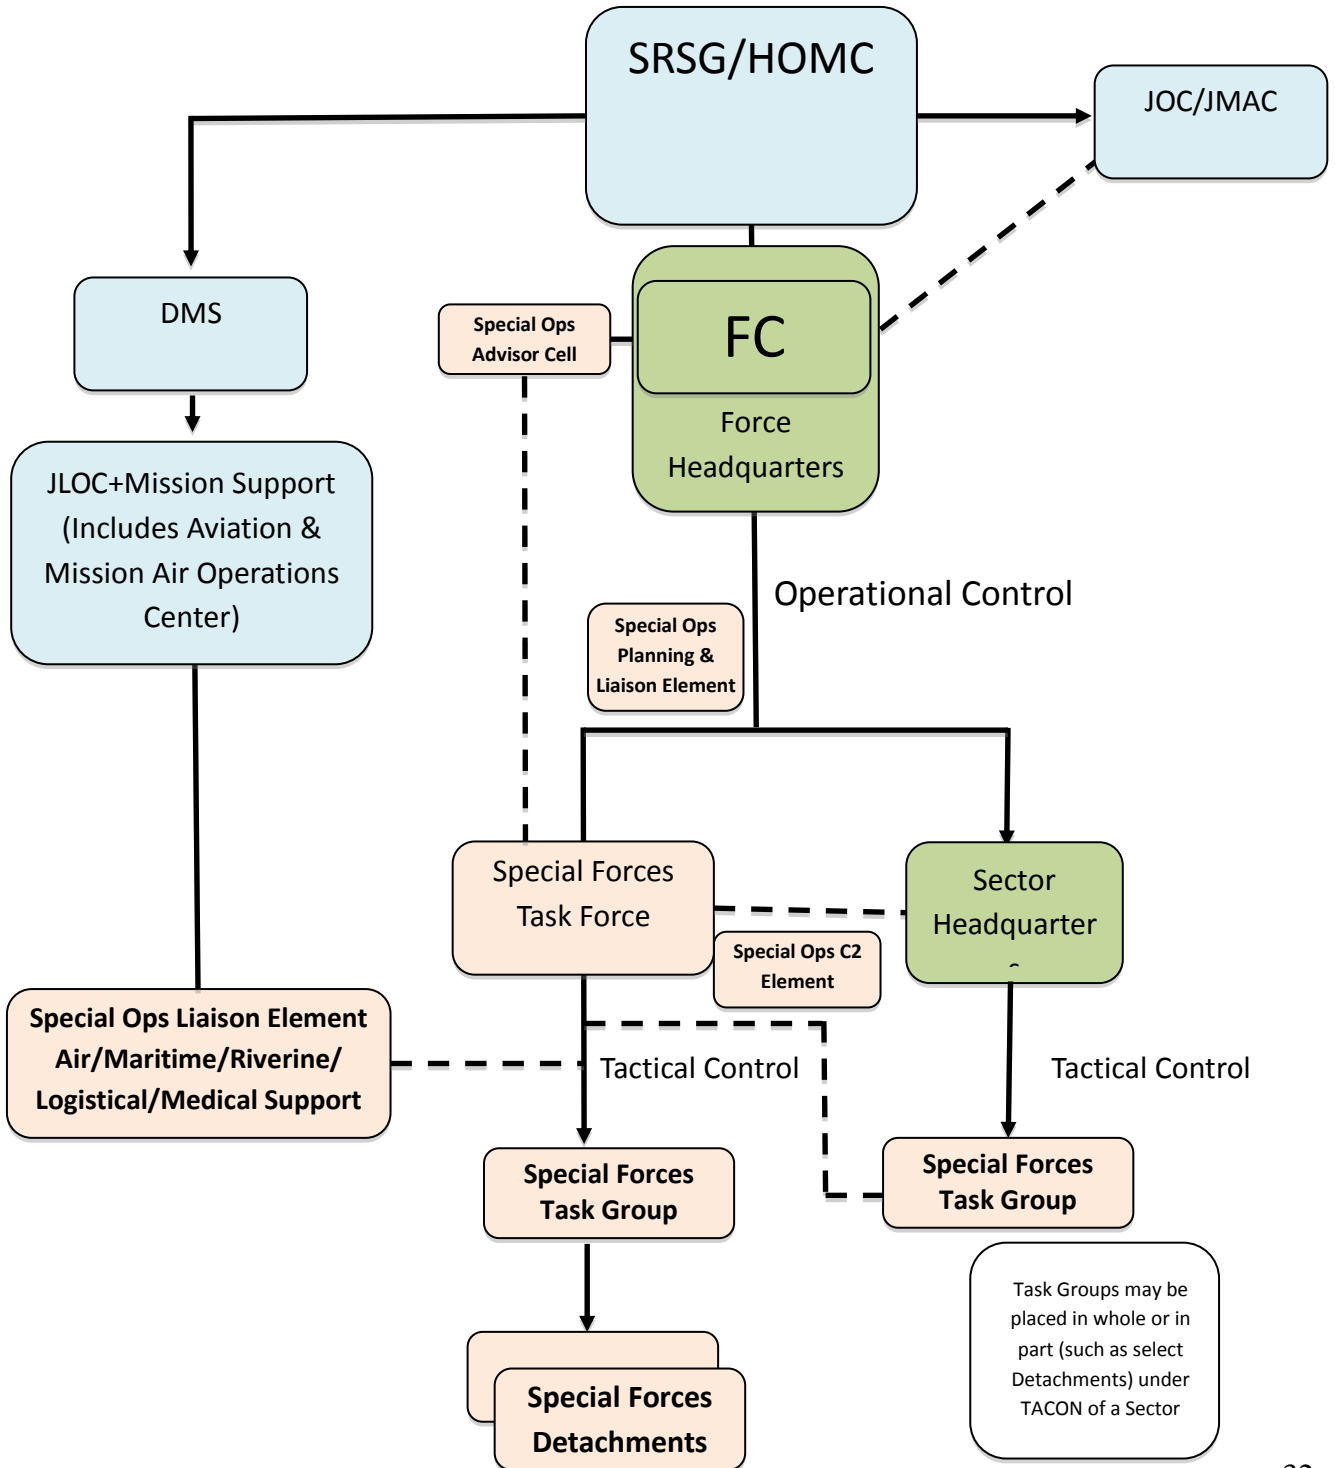 SRSG/HOMC
JOC/JMAC
DMS
Special Ops
Advisor Cell
FC
Force
Headquarters
JLOC+Mission Support
(Includes Aviation &
Mission Air Operations
Center)
Operational Control
Special Ops
Planning &
Liaison Element
Special Forces
Task Force
Sector
Headquarter
Special Ops C2
Element
Special Ops Liaison Element
Air/Maritime/Riverine/
Logistical/Medical Support
Tactical Control
Tactical Control
Special Forces
Task Group
Special Forces
Task Group
Task Groups may be
placed in whole or in
part (such as select
Detachments) under
TACON of a Sector
Special Forces
Detachments